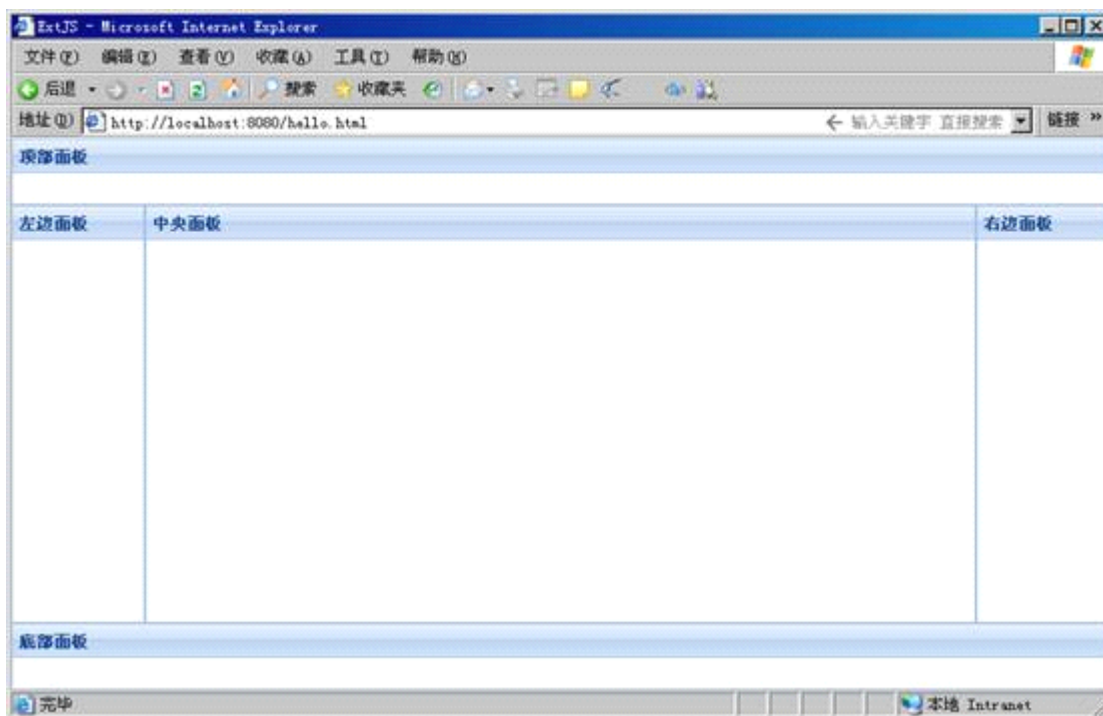 ExtJS - Microsoft Internet Explorer
文件(F) 编辑(E) 查看(V) 收藏(A) 工具(T) 帮助(H)
后退 搜索 收藏夹
地址(D) http://localhost:8080/hello.html 输入关键字 直接搜索 链接 »
顶部面板
左边面板 中央面板 右边面板
底部面板
完毕 本地 Intranet